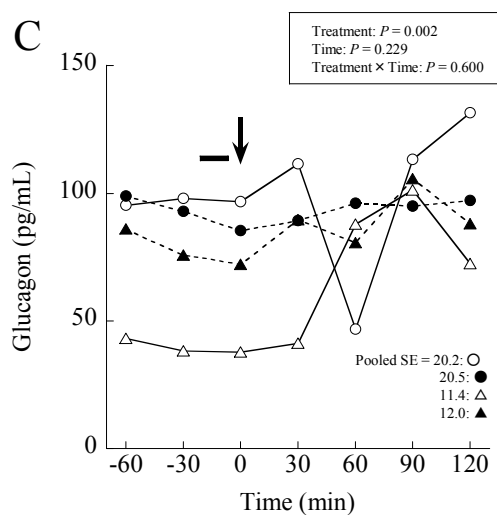 C
Treatment: P = 0.002
Time: P = 0.229
Treatment × Time: P = 0.600
150
100
50
0
Glucagon (pg/mL)
Pooled SE = 20.2: ○
20.5: ●
11.4: △
12.0: ▲
-60 -30 0 30 60 90 120
Time (min)